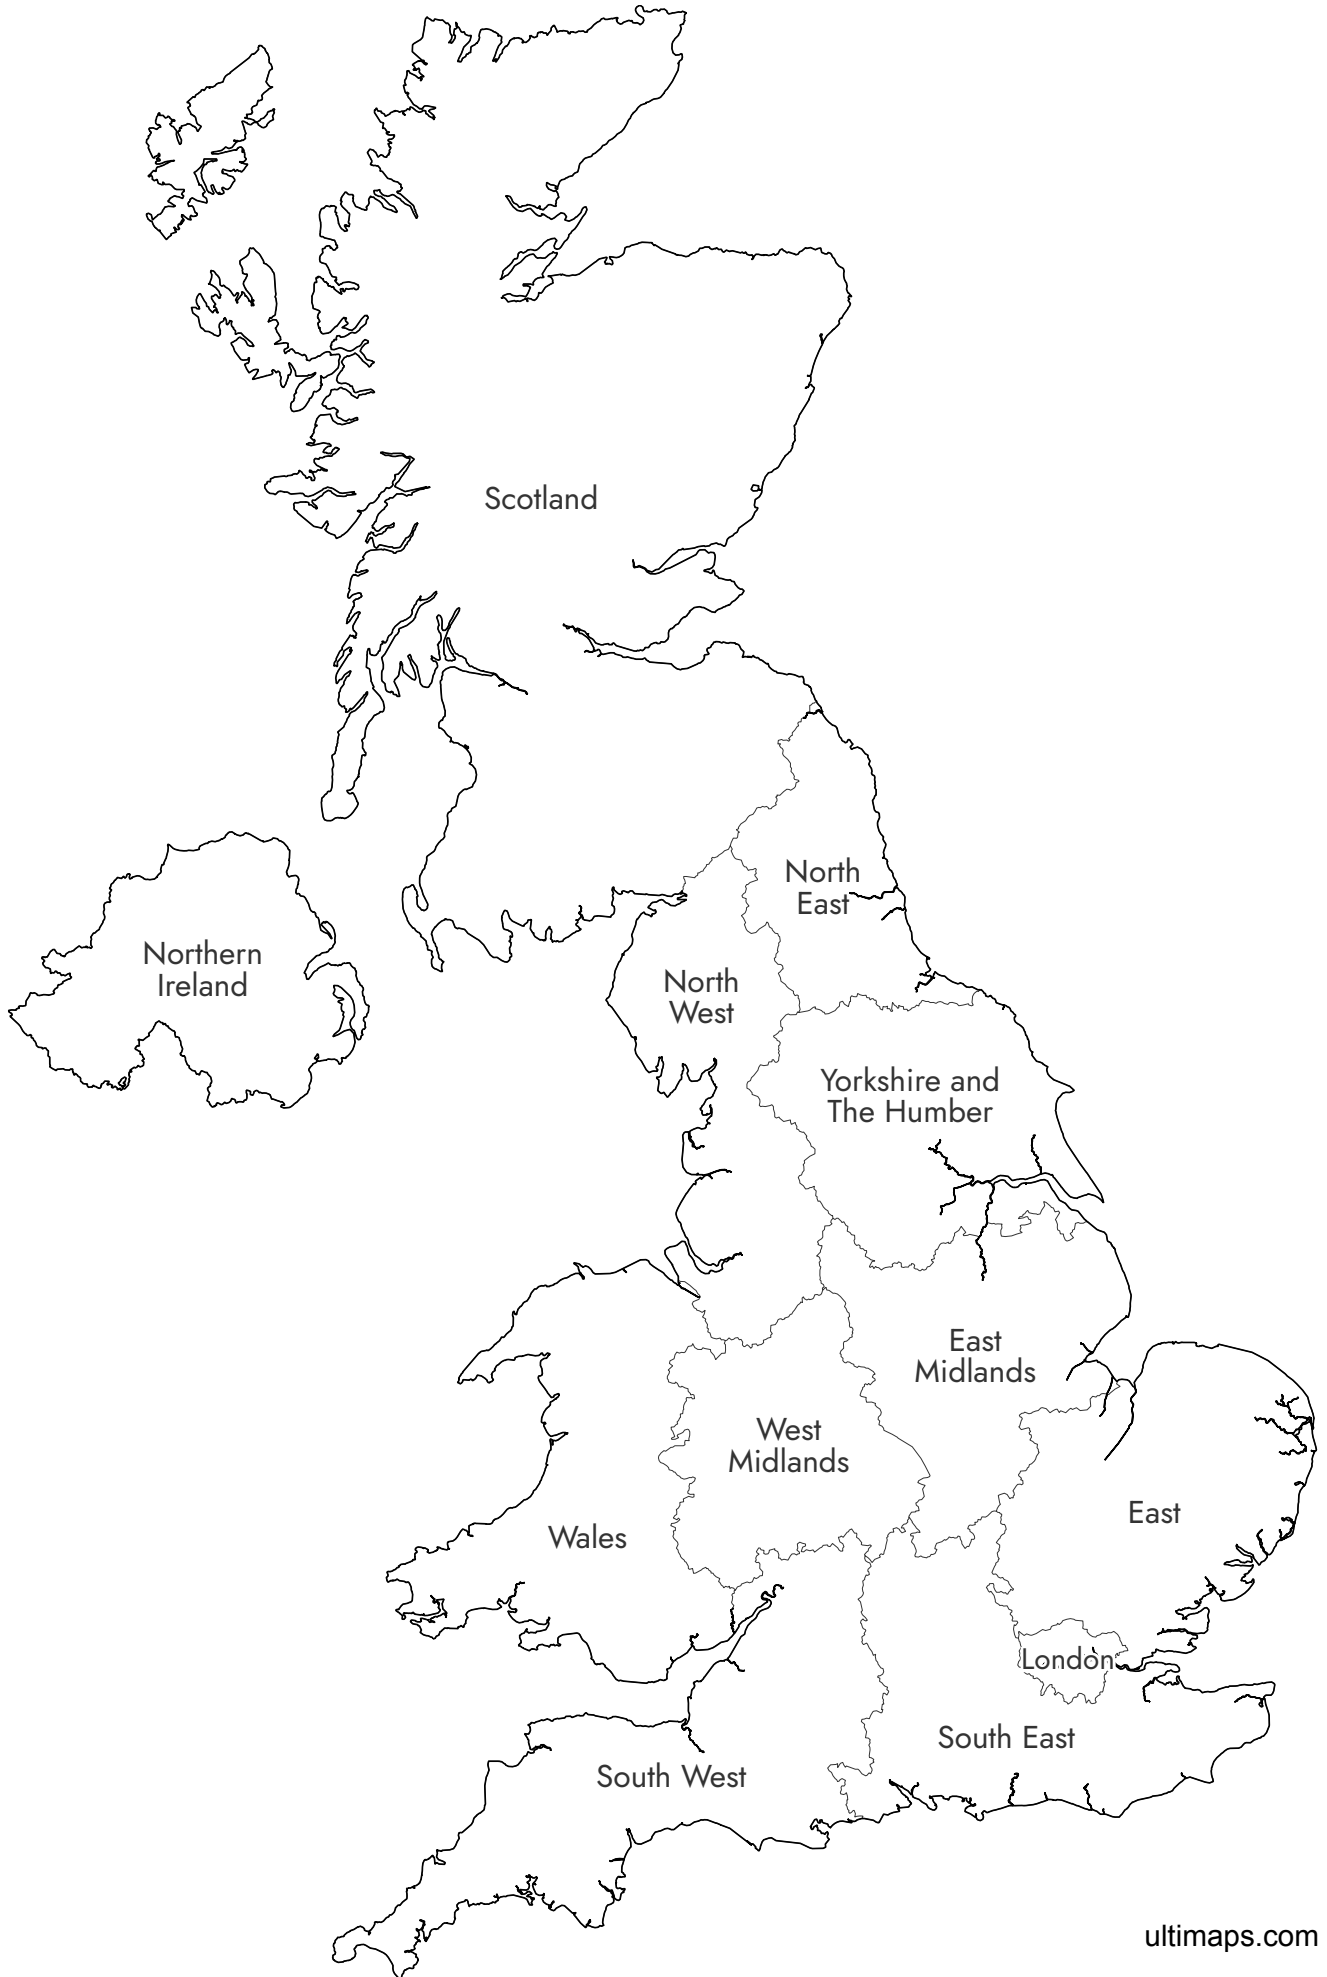 Scotland
North
East
Northern
Ireland
North
West
Yorkshire and
The Humber
East
Midlands
West
Midlands
East
Wales
London
South East
South West
ultimaps.com